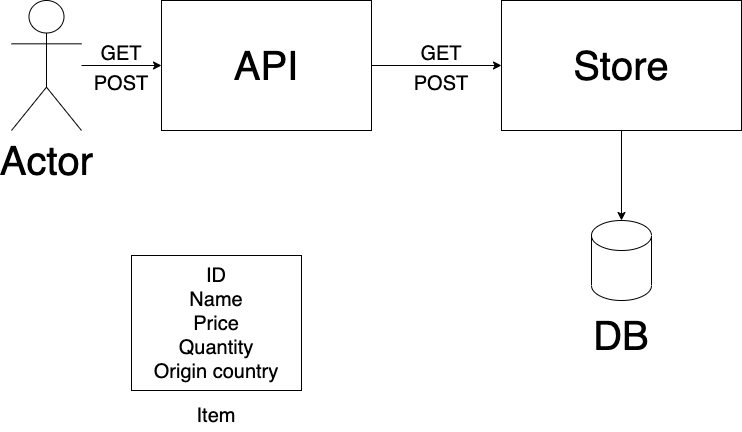 GET
POST
API
GET
POST
Store
Actor
DB
ID
Name
Price
Quantity
Origin country
Item